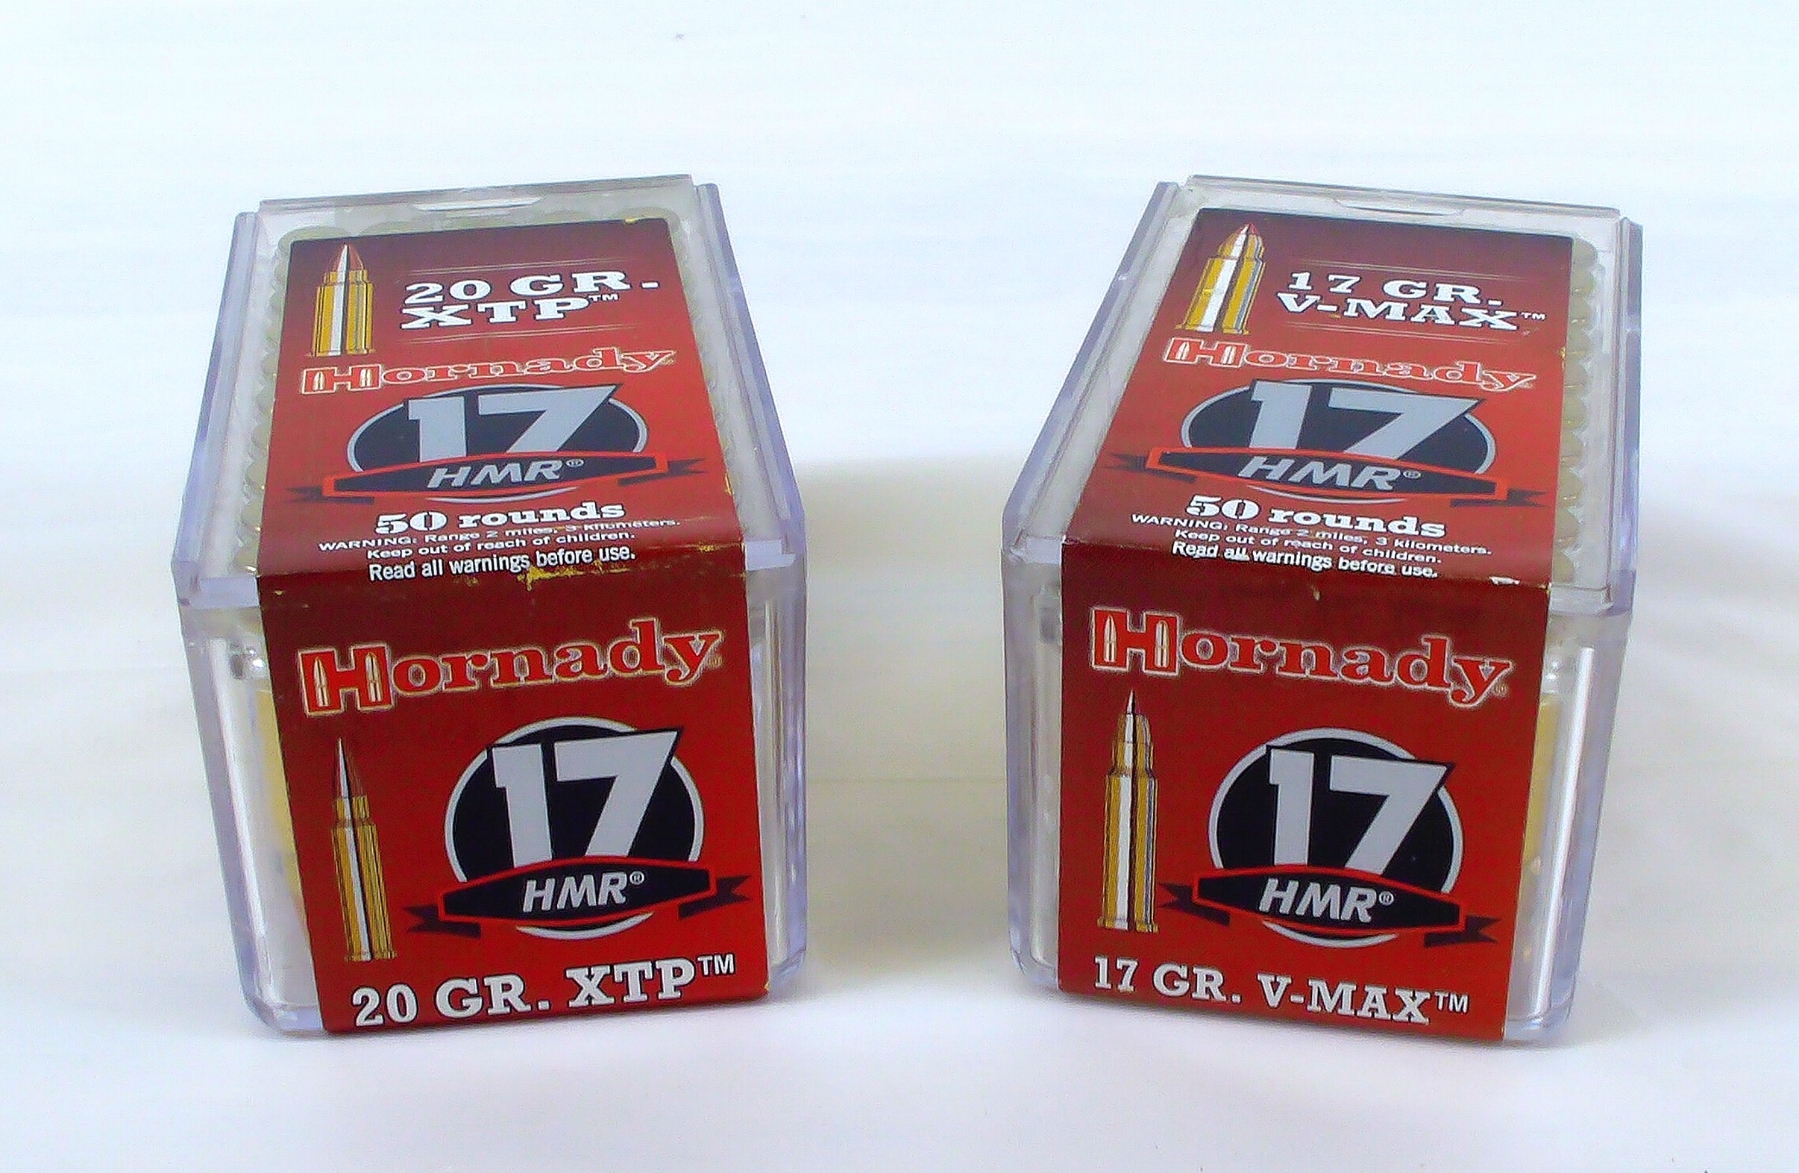 20 GR.
XTP™
Hornady
17
HMR®
50 rounds
WARNING: Range 2 miles, 3 kilometers.
Keep out of reach of children.
Read all warnings before use.
Hornady
17
HMR®
20 GR. XTP™
17 GR.
V-MAX™
Hornady
17
HMR®
50 rounds
WARNING: Range 2 miles, 3 kilometers.
Keep out of reach of children.
Read all warnings before use.
Hornady
17
HMR®
17 GR. V-MAX™